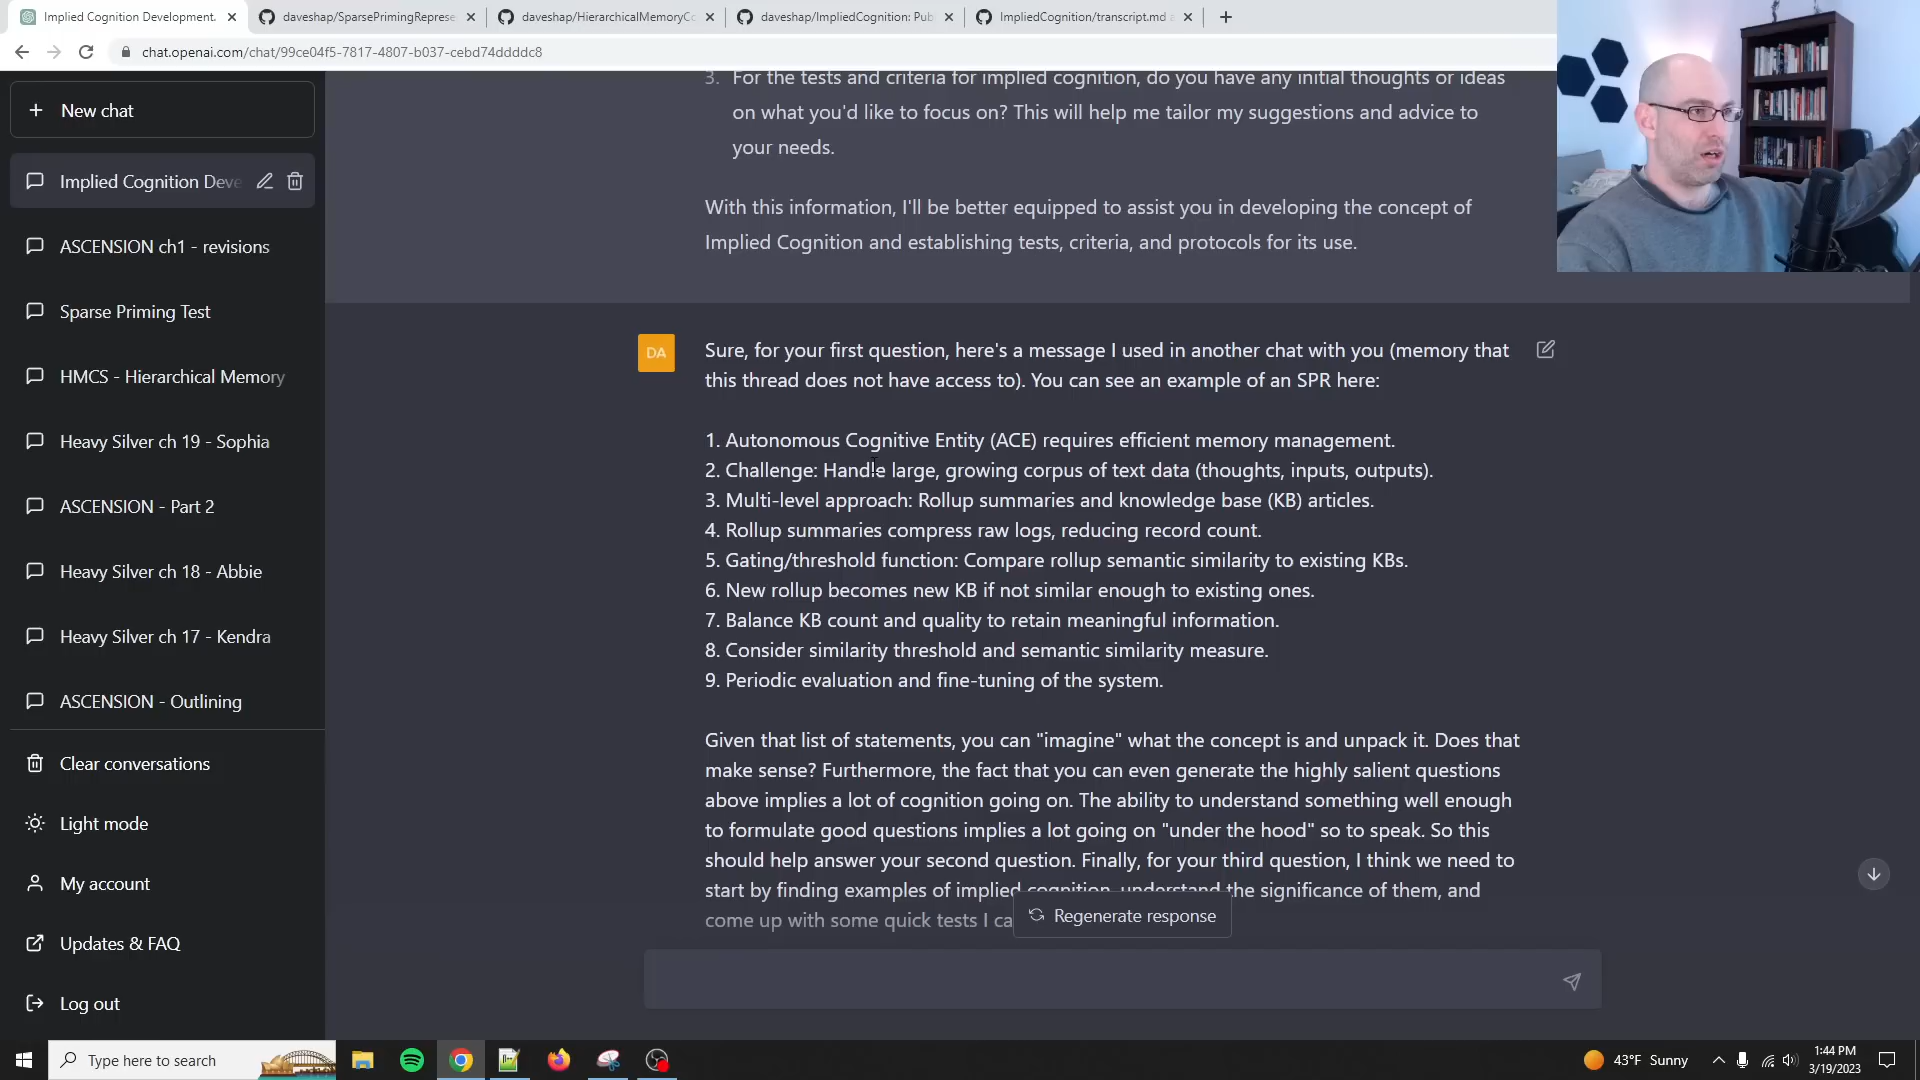 Implied Cognition Development.
daveshap/SparsePrimingReprese
daveshap/HierarchicalMemoryCo
daveshap/ImpliedCognition: Pub
ImpliedCognition/transcript.md
chat.openai.com/chat/99ce04f5-7817-4807-b037-cebd74ddddc8
New chat
Implied Cognition Deve
ASCENSION ch1 - revisions
Sparse Priming Test
HMCS - Hierarchical Memory
Heavy Silver ch 19 - Sophia
ASCENSION - Part 2
Heavy Silver ch 18 - Abbie
Heavy Silver ch 17 - Kendra
ASCENSION - Outlining
Clear conversations
Light mode
My account
Updates & FAQ
Log out
3. For the tests and criteria for implied cognition, do you have any initial thoughts or ideas
on what you'd like to focus on? This will help me tailor my suggestions and advice to
your needs.
With this information, I'll be better equipped to assist you in developing the concept of
Implied Cognition and establishing tests, criteria, and protocols for its use.
DA
Sure, for your first question, here's a message I used in another chat with you (memory that
this thread does not have access to). You can see an example of an SPR here:
1. Autonomous Cognitive Entity (ACE) requires efficient memory management.
2. Challenge: Handle large, growing corpus of text data (thoughts, inputs, outputs).
3. Multi-level approach: Rollup summaries and knowledge base (KB) articles.
4. Rollup summaries compress raw logs, reducing record count.
5. Gating/threshold function: Compare rollup semantic similarity to existing KBs.
6. New rollup becomes new KB if not similar enough to existing ones.
7. Balance KB count and quality to retain meaningful information.
8. Consider similarity threshold and semantic similarity measure.
9. Periodic evaluation and fine-tuning of the system.
Given that list of statements, you can "imagine" what the concept is and unpack it. Does that
make sense? Furthermore, the fact that you can even generate the highly salient questions
above implies a lot of cognition going on. The ability to understand something well enough
to formulate good questions implies a lot going on "under the hood" so to speak. So this
should help answer your second question. Finally, for your third question, I think we need to
start by finding examples of implied cognition, understand the significance of them, and
come up with some quick tests I ca
Regenerate response
Type here to search
43°F Sunny
1:44 PM
3/19/2023